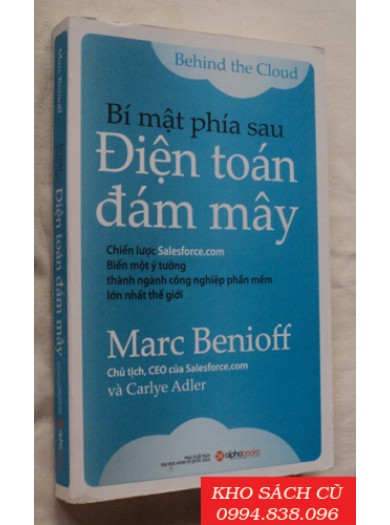 Behind the Cloud
Bí mật phía sau
Điện toán
đám mây
Chiến lược Salesforce.com
Biến một ý tưởng
thành ngành công nghiệp phần mềm
lớn nhất thế giới
Marc Benioff
Chủ tịch, CEO của Salesforce.com
và Carlye Adler
alphabooks
Marc Benioff
Điện toán đám mây
KHO SÁCH CŨ
0994.838.096